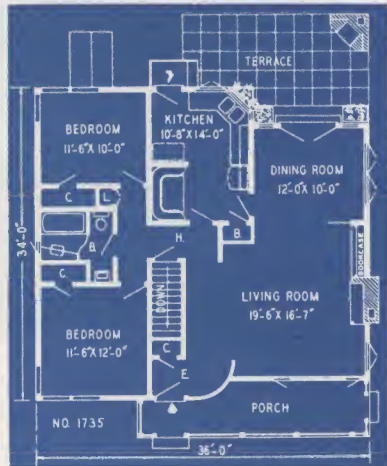 TERRACE
BEDROOM
11'-6" X 10'-0"
KITCHEN
10'-8" X 14'-0"
DINING ROOM
12'-0" X 10'-0"
C.
L.
B.
C.
H.
B.
BOOKCASE
34'-0"
DOWN
LIVING ROOM
19'-6" X 16'-7"
BEDROOM
11'-6" X 12'-0"
C.
E.
PORCH
NO. 1735
36'-0"